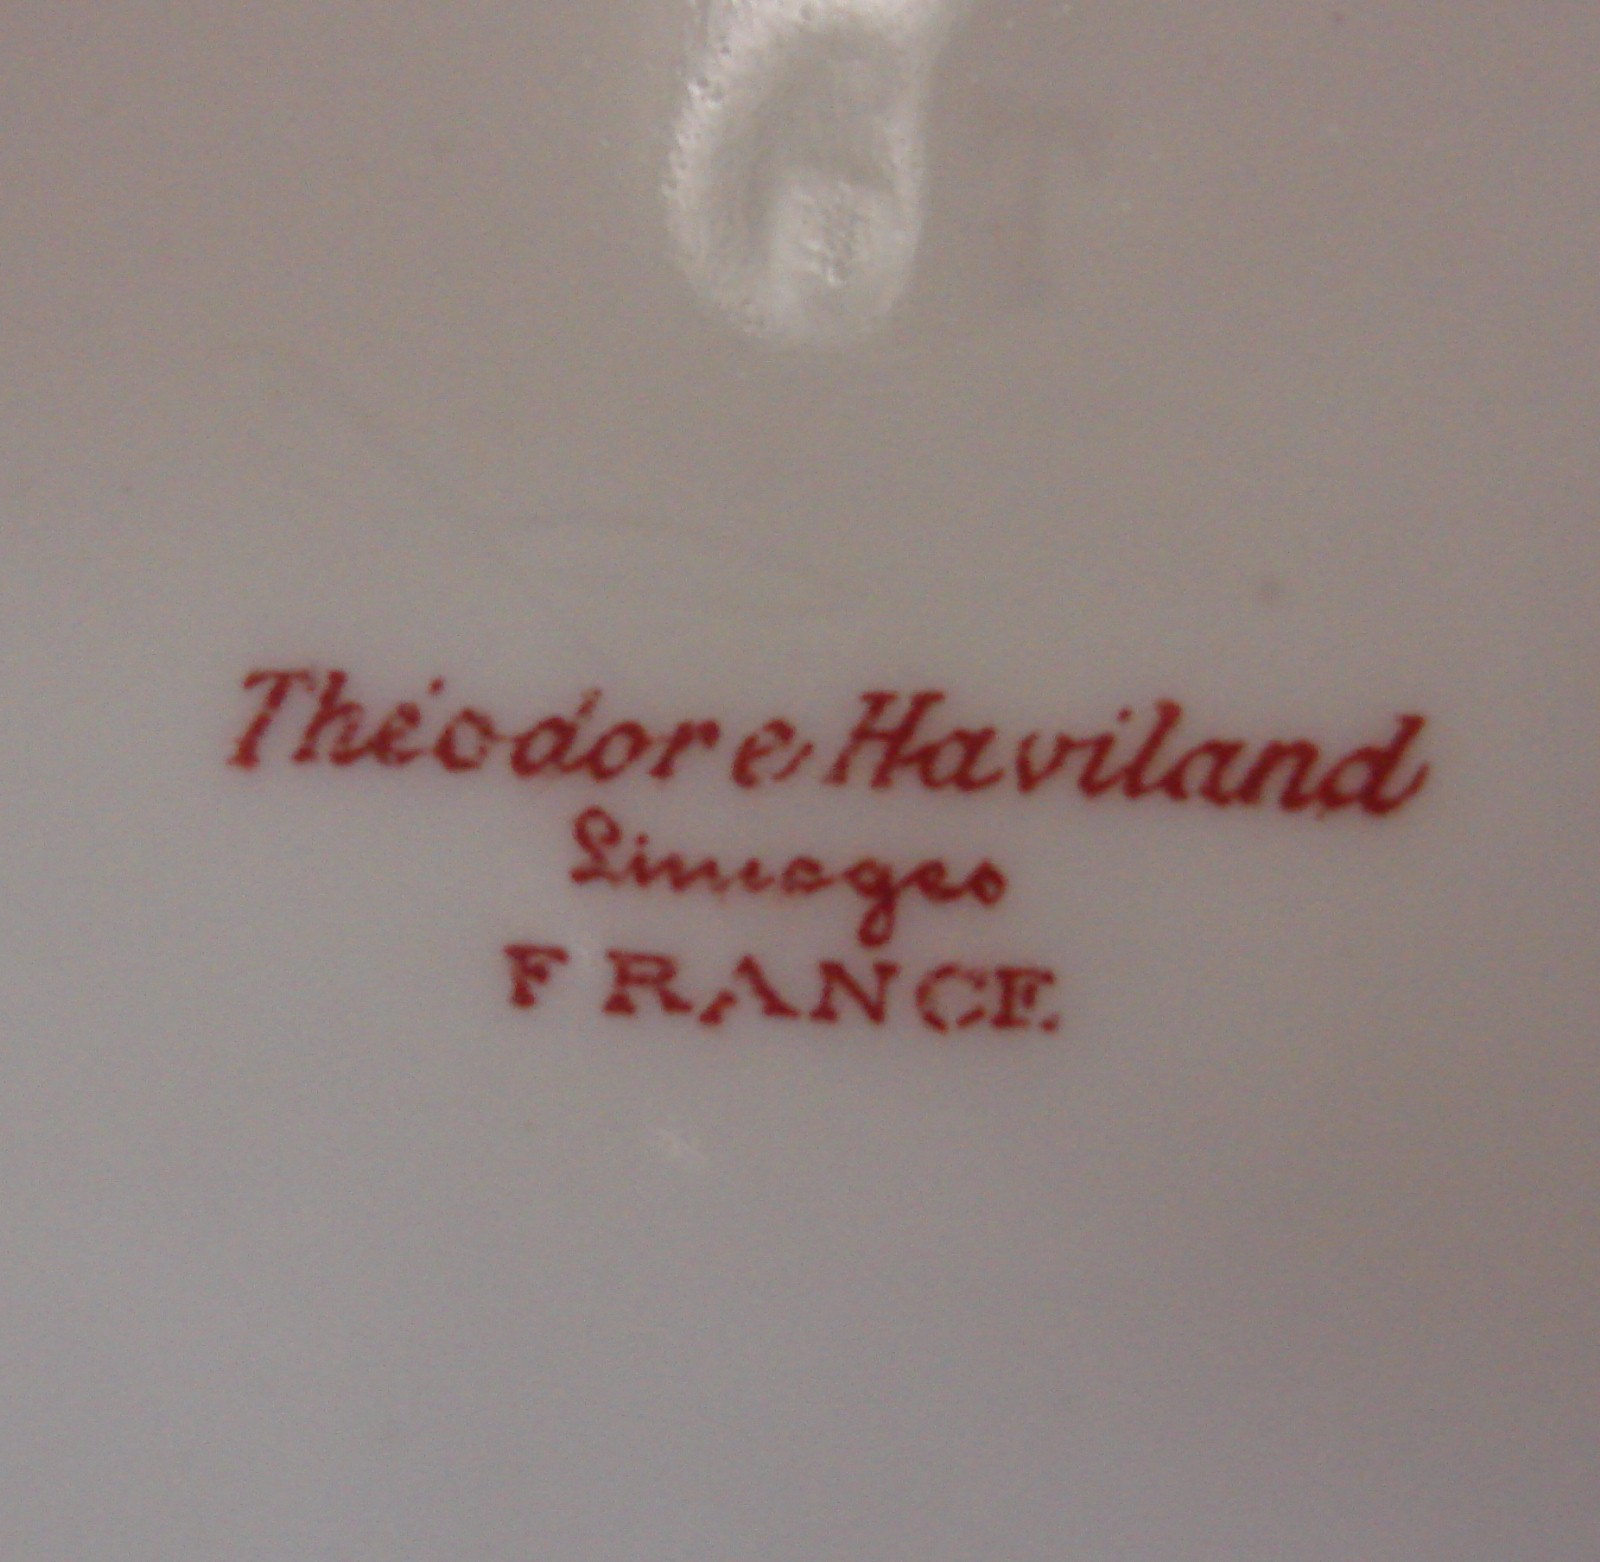 Théodore Haviland
Limoges
FRANCE.